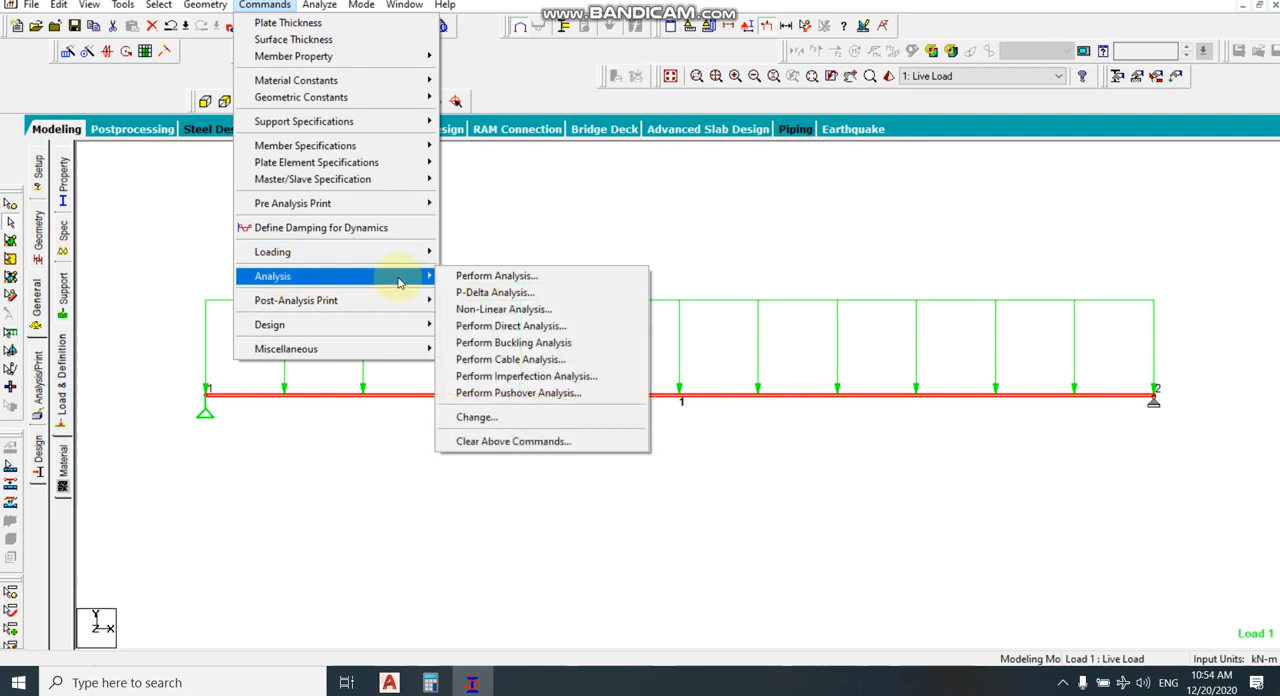 www.BANDICAM.com
File Edit View Tools Select Geometry Commands Analyze Mode Window Help
1: Live Load
Modeling Postprocessing Steel Des
sign RAM Connection Bridge Deck Advanced Slab Design Piping Earthquake
Plate Thickness
Surface Thickness
Member Property
Material Constants
Geometric Constants
Support Specifications
Member Specifications
Plate Element Specifications
Master/Slave Specification
Pre Analysis Print
Define Damping for Dynamics
Loading
Analysis
Post-Analysis Print
Design
Miscellaneous
Perform Analysis...
P-Delta Analysis...
Non-Linear Analysis...
Perform Direct Analysis...
Perform Buckling Analysis
Perform Cable Analysis...
Perform Imperfection Analysis...
Perform Pushover Analysis...
Change...
Clear Above Commands...
Setup
Geometry
General
Analysis/Print
Design
Property
Spec
Support
Load & Definition
Material
1
1
2
Y
Z X
Load 1
Modeling Mo Load 1 : Live Load Input Units: kN-m
Type here to search
ENG
10:54 AM
12/20/2020